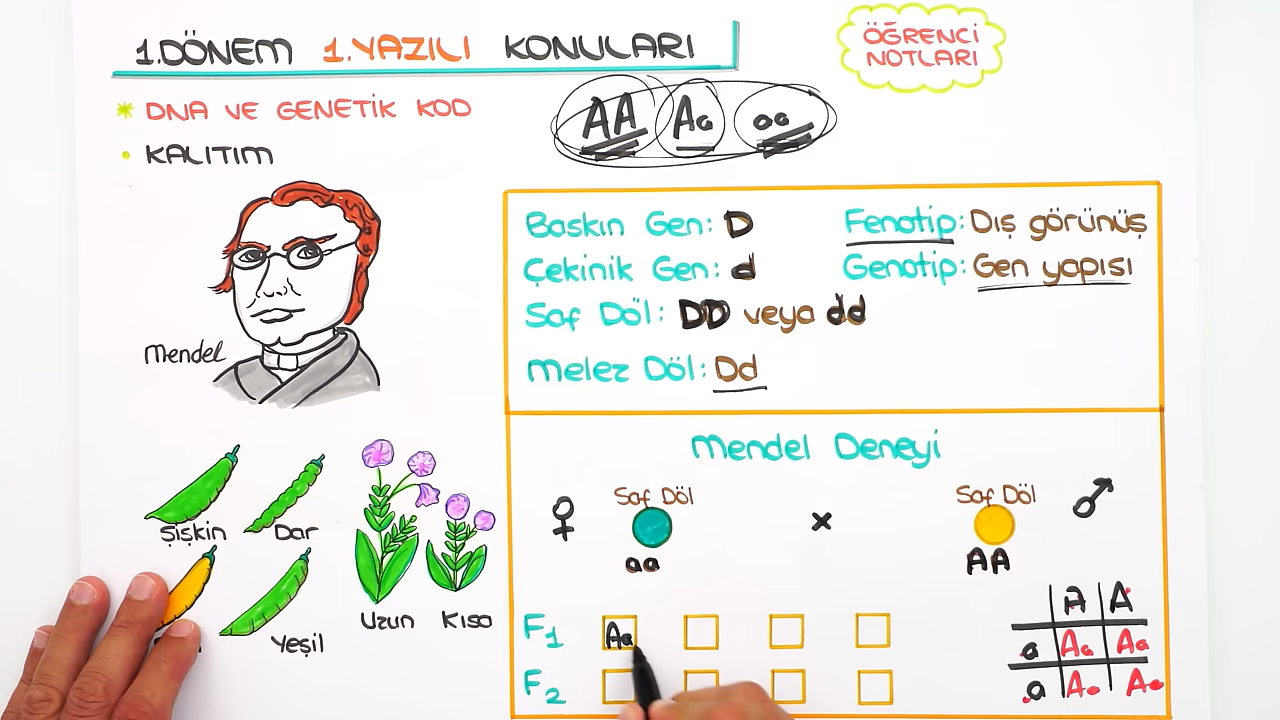 1.DÖNEM 1.YAZILI KONULARI
ÖĞRENCİ
NOTLARI
* DNA VE GENETİK KOD
• KALITIM
AA Aa aa
Mendel
Baskın Gen: D
Çekinik Gen: d
Saf Döl: DD veya dd
Melez Döl: Dd
Fenotip: Dış görünüş
Genotip: Gen yapısı
Şişkin
Dar
Yeşil
Uzun
Kısa
Mendel Deneyi
♀ Saf Döl × Saf Döl ♂
aa AA
F1 Aa
F2
A A
a Aa Aa
a Aa Aa